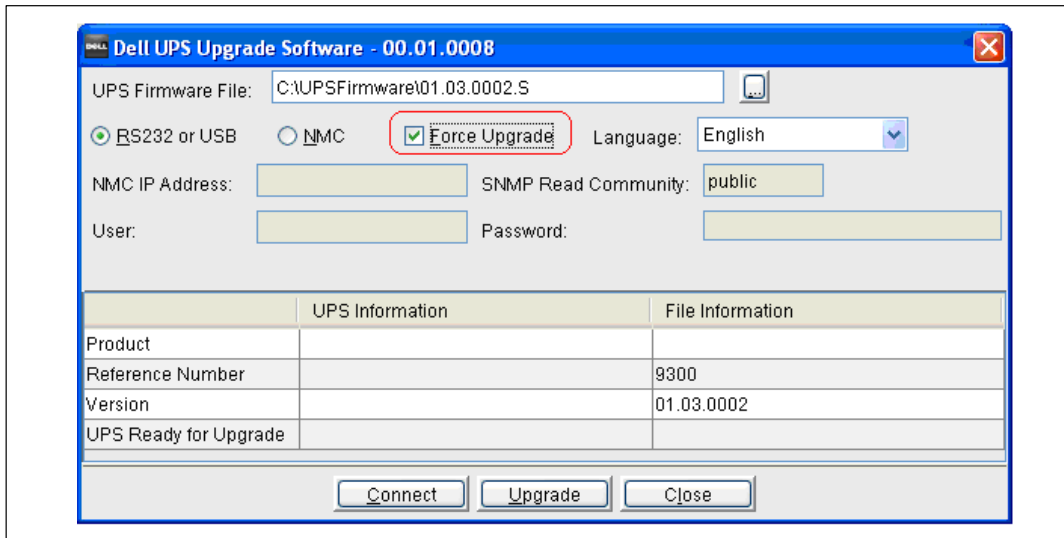 DELL Dell UPS Upgrade Software - 00.01.0008
UPS Firmware File: C:\UPSFirmware\01.03.0002.S ...
RS232 or USB NMC Force Upgrade Language: English
NMC IP Address: SNMP Read Community: public
User: Password:
UPS Information File Information
Product
Reference Number 9300
Version 01.03.0002
UPS Ready for Upgrade
Connect Upgrade Close